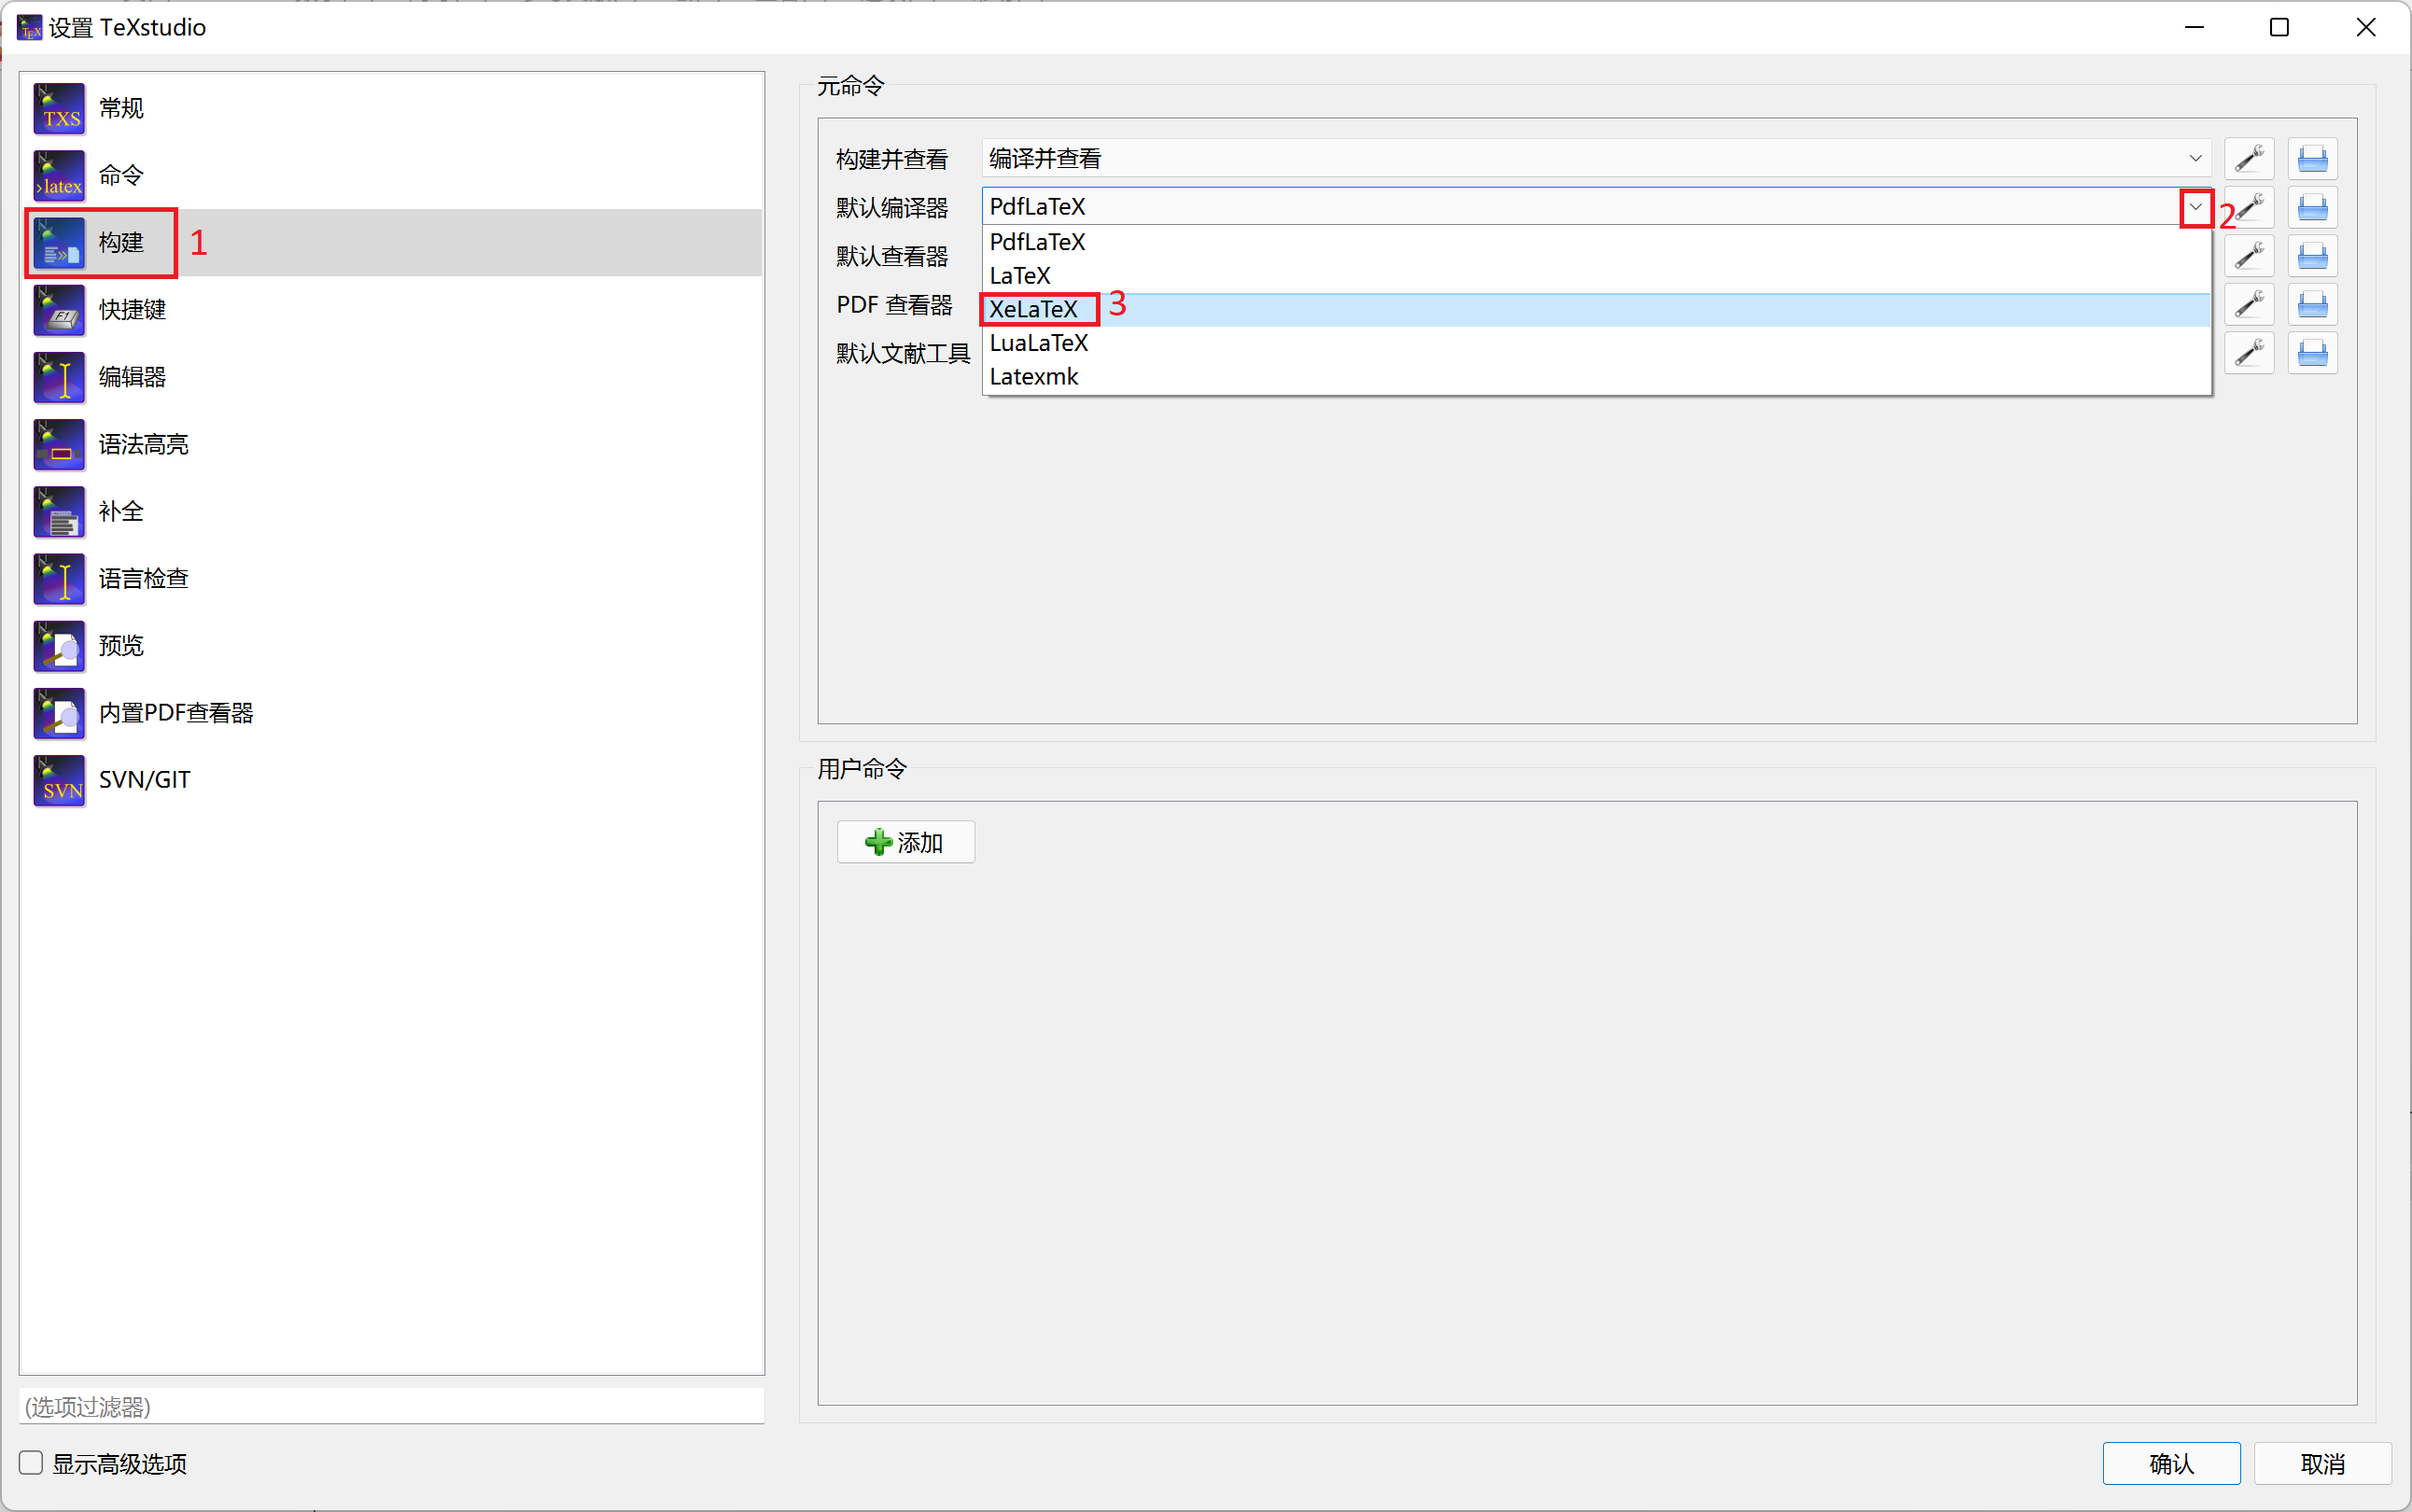 设置 TeXstudio
常规
命令
构建 1
快捷键
编辑器
语法高亮
补全
语言检查
预览
内置PDF查看器
SVN/GIT
(选项过滤器)
显示高级选项
元命令
构建并查看 编译并查看
默认编译器 PdfLaTeX 2
默认查看器
PDF 查看器
默认文献工具
PdfLaTeX
LaTeX
XeLaTeX 3
LuaLaTeX
Latexmk
用户命令
添加
确认 取消